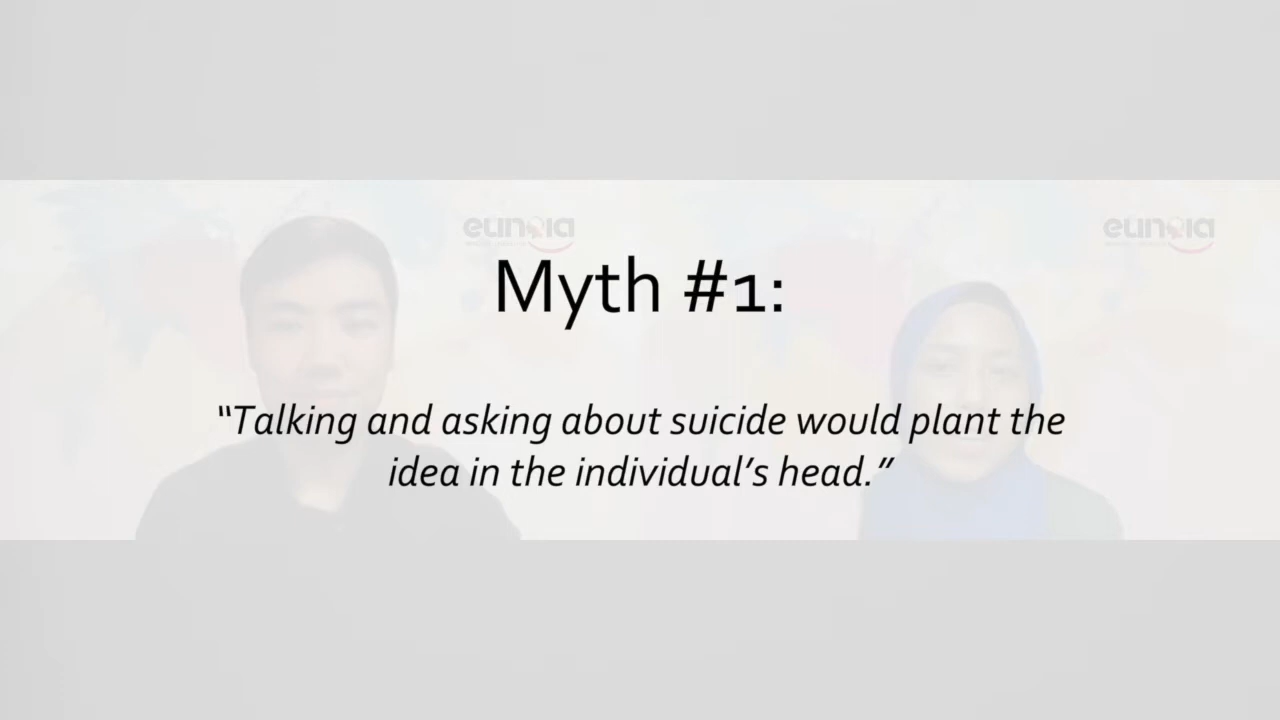 eunoia
eunoia
Myth #1:
“Talking and asking about suicide would plant the
idea in the individual’s head.”